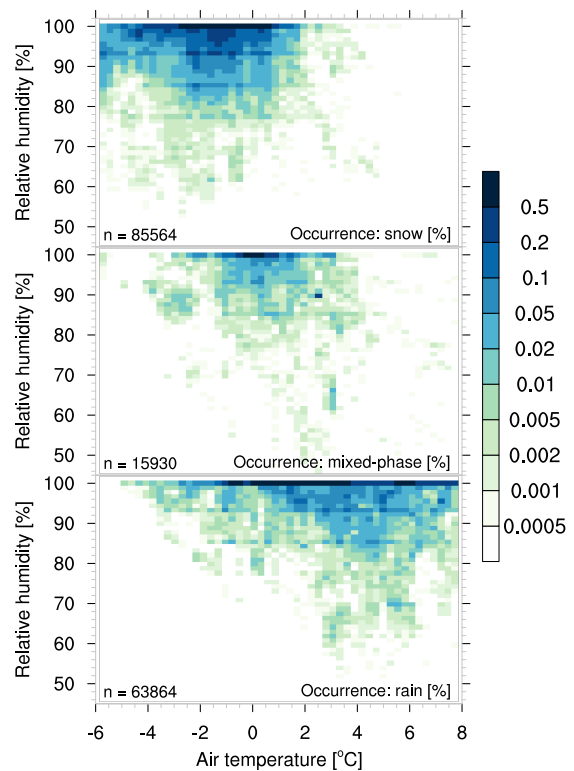 100
90
80
70
60
50
Relative humidity [%]
n = 85564
Occurrence: snow [%]
100
90
80
70
60
50
Relative humidity [%]
n = 15930
Occurrence: mixed-phase [%]
100
90
80
70
60
50
Relative humidity [%]
n = 63864
Occurrence: rain [%]
-6 -4 -2 0 2 4 6 8
Air temperature [°C]
0.5
0.2
0.1
0.05
0.02
0.01
0.005
0.002
0.001
0.0005